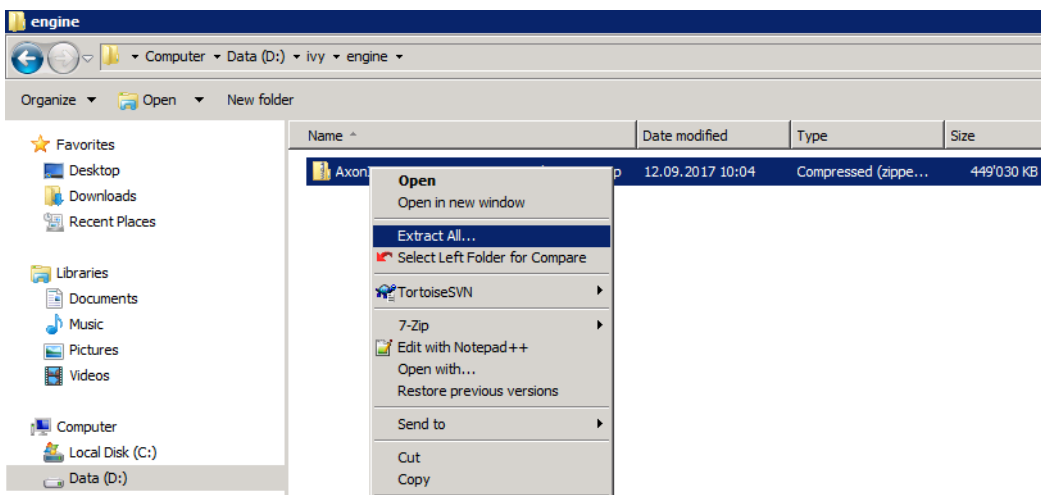 engine
Computer Data (D:) ivy engine
Organize Open New folder
Favorites
Desktop
Downloads
Recent Places
Libraries
Documents
Music
Pictures
Videos
Computer
Local Disk (C:)
Data (D:)
Name Date modified Type Size
12.09.2017 10:04 Compressed (zippe... 449'030 KB
Open
Open in new window
Extract All...
Select Left Folder for Compare
TortoiseSVN
7-Zip
Edit with Notepad++
Open with...
Restore previous versions
Send to
Cut
Copy